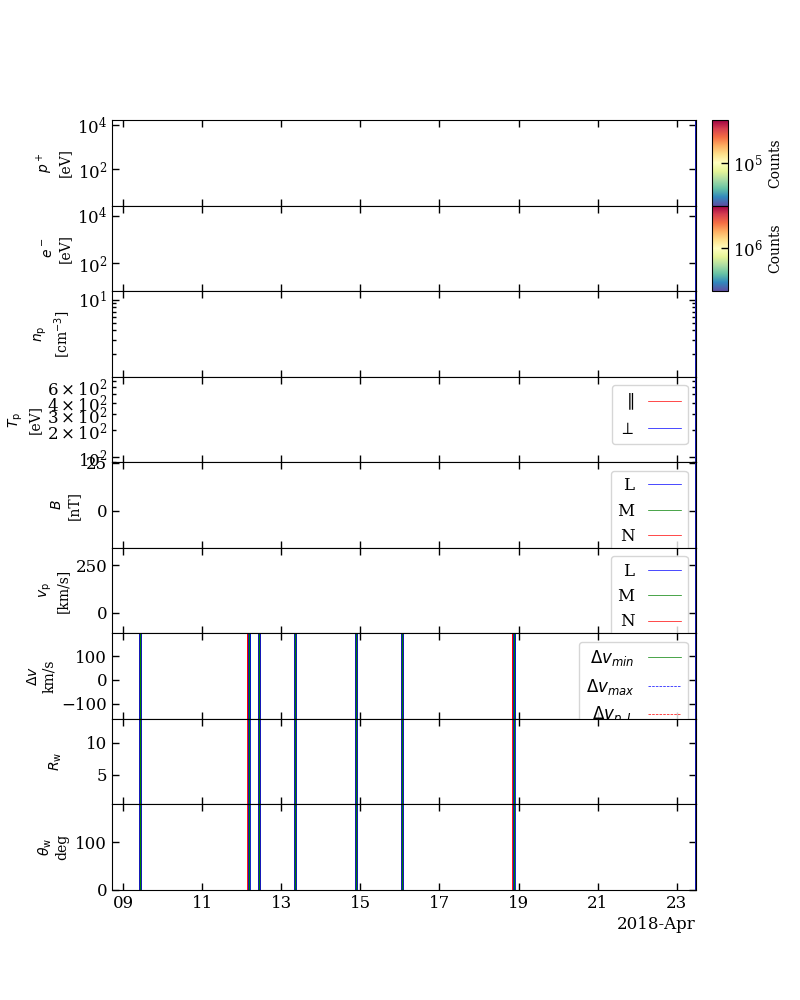 10^4
10^2
p^+
[eV]
10^5
Counts
10^4
10^2
e^-
[eV]
10^6
Counts
10^1
n_p
[cm^-3]
6 × 10^2
4 × 10^2
3 × 10^2
2 × 10^2
10^2
T_p
[eV]
∥
⊥
25
0
B
[nT]
L
M
N
250
0
v_p
[km/s]
L
M
N
100
0
−100
Δv
km/s
Δv_min
Δv_max
Δv_p,L
10
5
R_w
100
0
θ_w
deg
09 11 13 15 17 19 21 23
2018-Apr